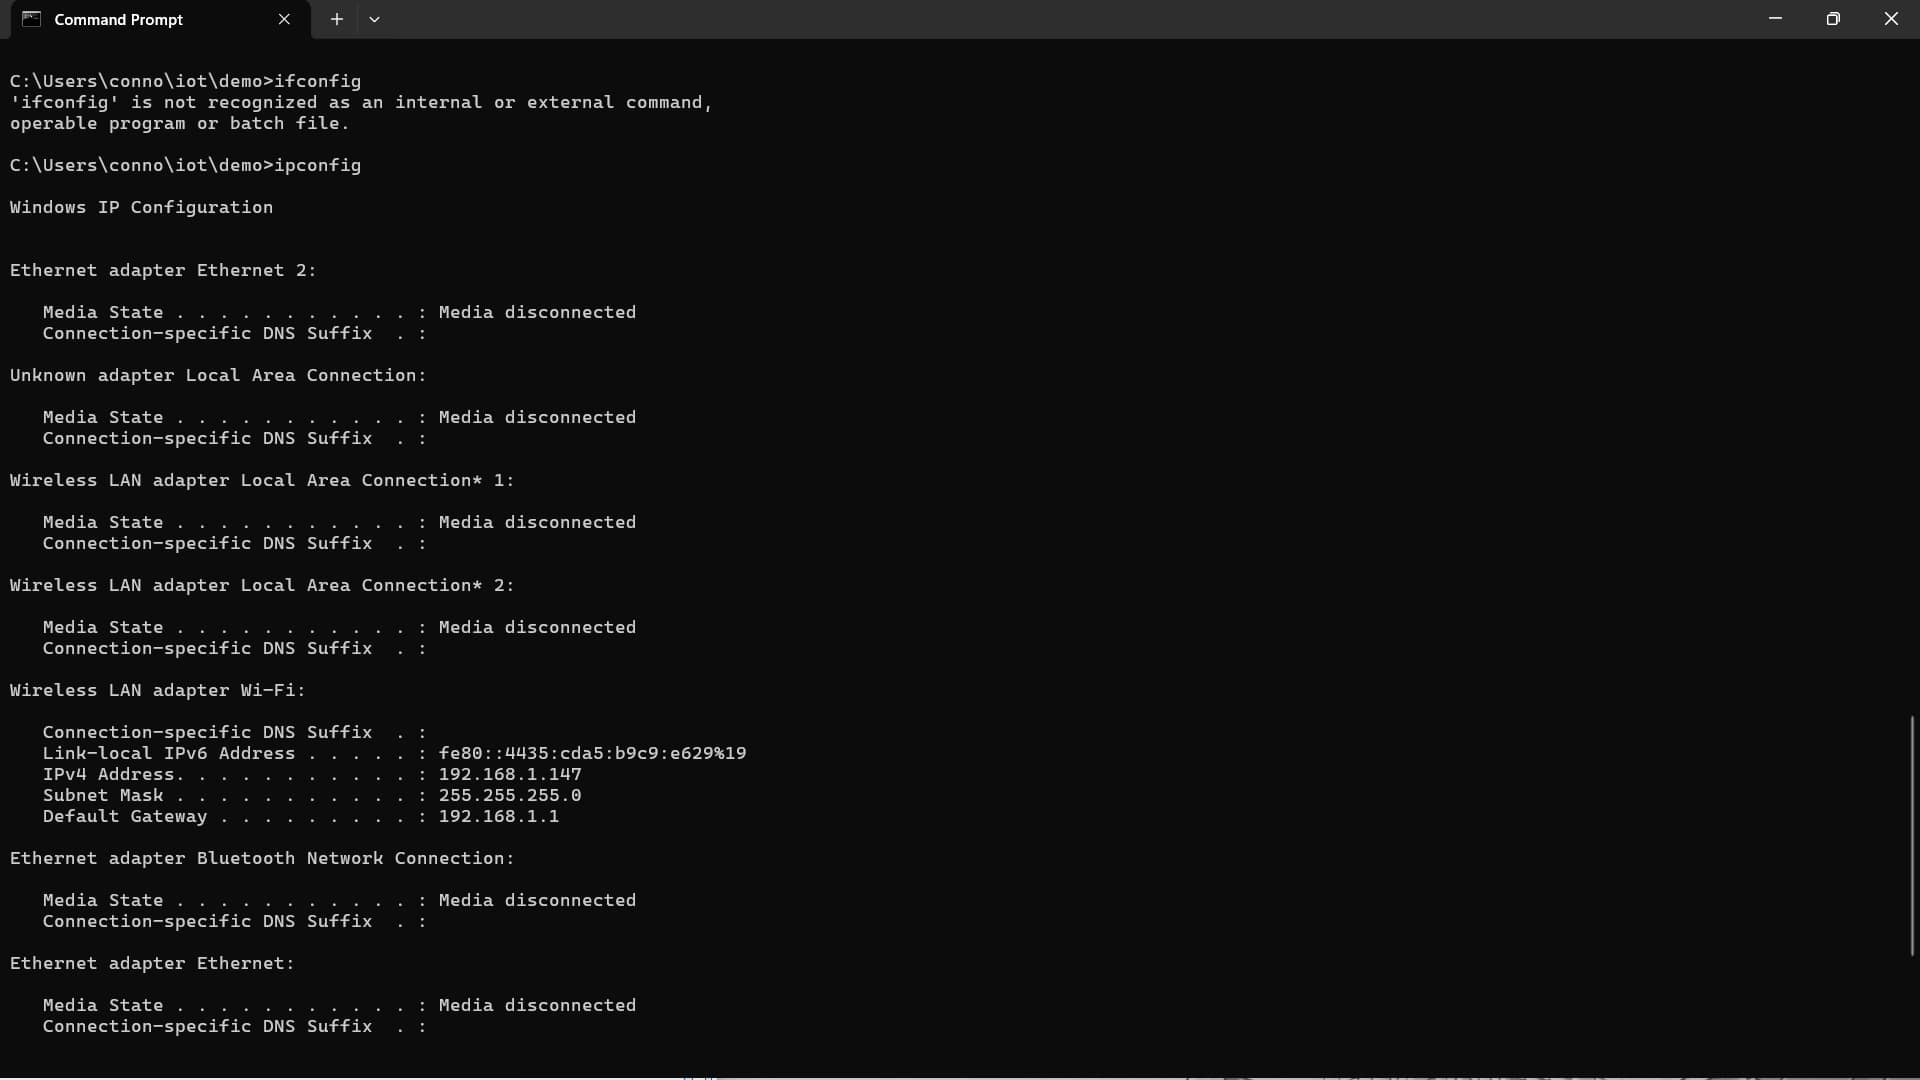 Command Prompt
C:\Users\conno\iot\demo>ifconfig
'ifconfig' is not recognized as an internal or external command,
operable program or batch file.
C:\Users\conno\iot\demo>ipconfig
Windows IP Configuration
Ethernet adapter Ethernet 2:
   Media State . . . . . . . . . . . : Media disconnected
   Connection-specific DNS Suffix  . :
Unknown adapter Local Area Connection:
   Media State . . . . . . . . . . . : Media disconnected
   Connection-specific DNS Suffix  . :
Wireless LAN adapter Local Area Connection* 1:
   Media State . . . . . . . . . . . : Media disconnected
   Connection-specific DNS Suffix  . :
Wireless LAN adapter Local Area Connection* 2:
   Media State . . . . . . . . . . . : Media disconnected
   Connection-specific DNS Suffix  . :
Wireless LAN adapter Wi-Fi:
   Connection-specific DNS Suffix  . :
   Link-local IPv6 Address . . . . . : fe80::4435:cda5:b9c9:e629%19
   IPv4 Address. . . . . . . . . . . : 192.168.1.147
   Subnet Mask . . . . . . . . . . . : 255.255.255.0
   Default Gateway . . . . . . . . . : 192.168.1.1
Ethernet adapter Bluetooth Network Connection:
   Media State . . . . . . . . . . . : Media disconnected
   Connection-specific DNS Suffix  . :
Ethernet adapter Ethernet:
   Media State . . . . . . . . . . . : Media disconnected
   Connection-specific DNS Suffix  . :